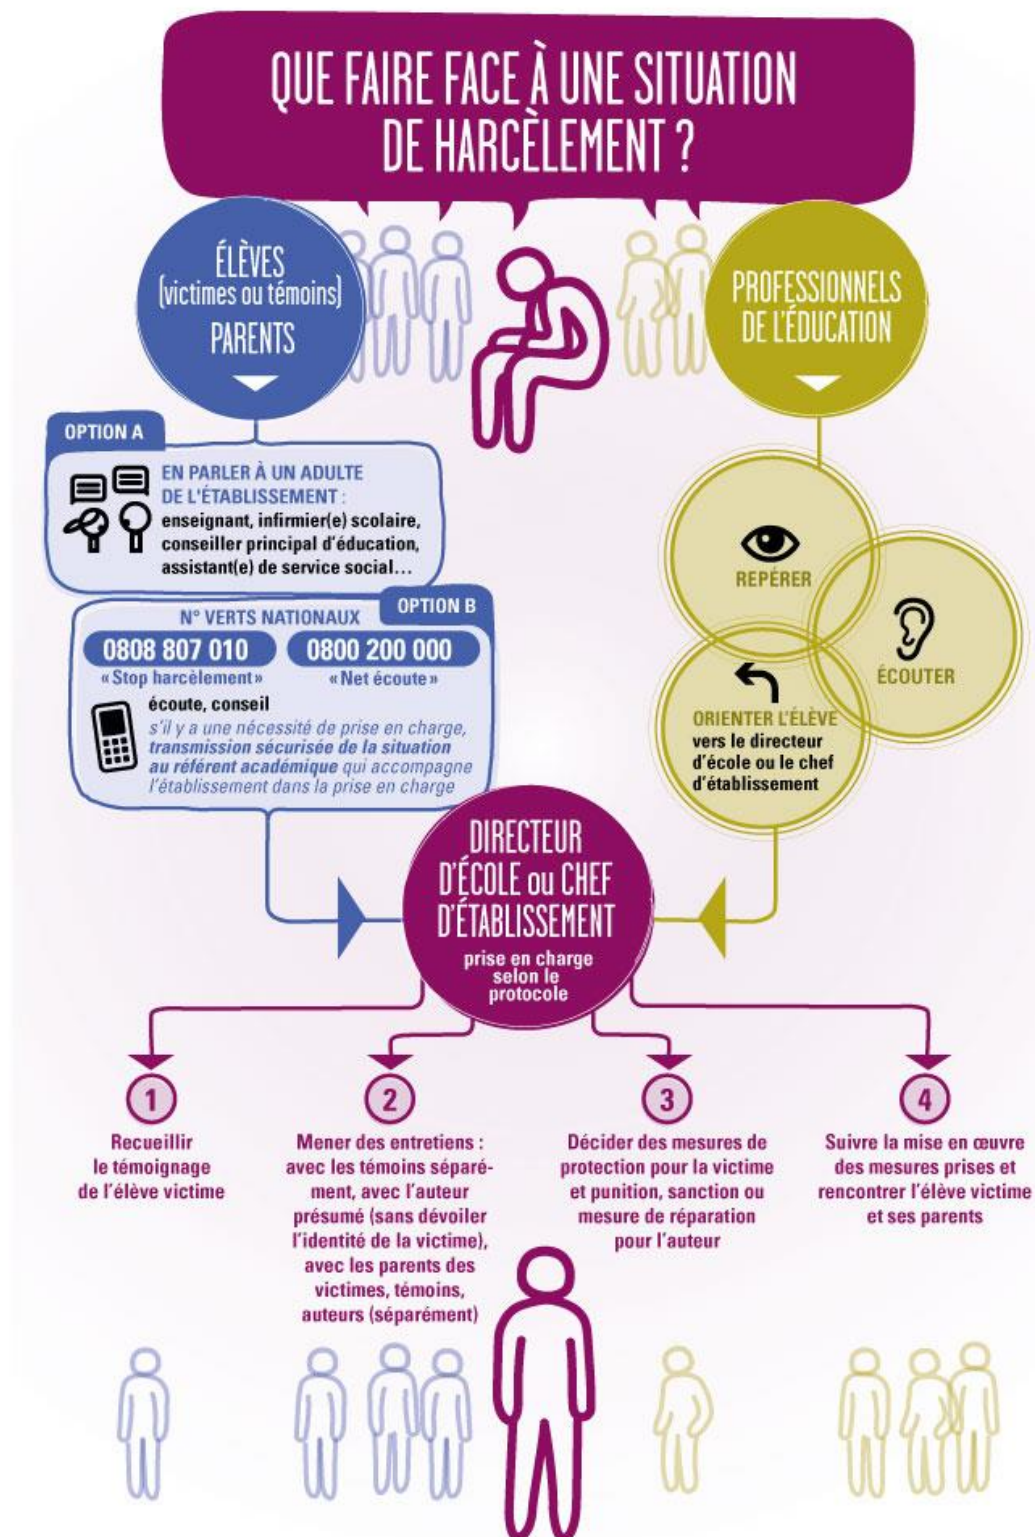 QUE FAIRE FACE À UNE SITUATION
DE HARCÈLEMENT ?
ÉLÈVES
(victimes ou témoins)
PARENTS
PROFESSIONNELS
DE L'ÉDUCATION
OPTION A
EN PARLER À UN ADULTE
DE L'ÉTABLISSEMENT :
enseignant, infirmier(e) scolaire,
conseiller principal d'éducation,
assistant(e) de service social...
OPTION B
N° VERTS NATIONAUX
0808 807 010
« Stop harcèlement »
0800 200 000
« Net écoute »
écoute, conseil
s'il y a une nécessité de prise en charge,
transmission sécurisée de la situation
au référent académique qui accompagne
l'établissement dans la prise en charge
REPÉRER
ÉCOUTER
ORIENTER L'ÉLÈVE
vers le directeur
d'école ou le chef
d'établissement
DIRECTEUR
D'ÉCOLE ou CHEF
D'ÉTABLISSEMENT
prise en charge
selon le
protocole
1
Recueillir
le témoignage
de l'élève victime
2
Mener des entretiens :
avec les témoins séparé-
ment, avec l'auteur
présumé (sans dévoiler
l'identité de la victime),
avec les parents des
victimes, témoins,
auteurs (séparément)
3
Décider des mesures de
protection pour la victime
et punition, sanction ou
mesure de réparation
pour l'auteur
4
Suivre la mise en œuvre
des mesures prises et
rencontrer l'élève victime
et ses parents